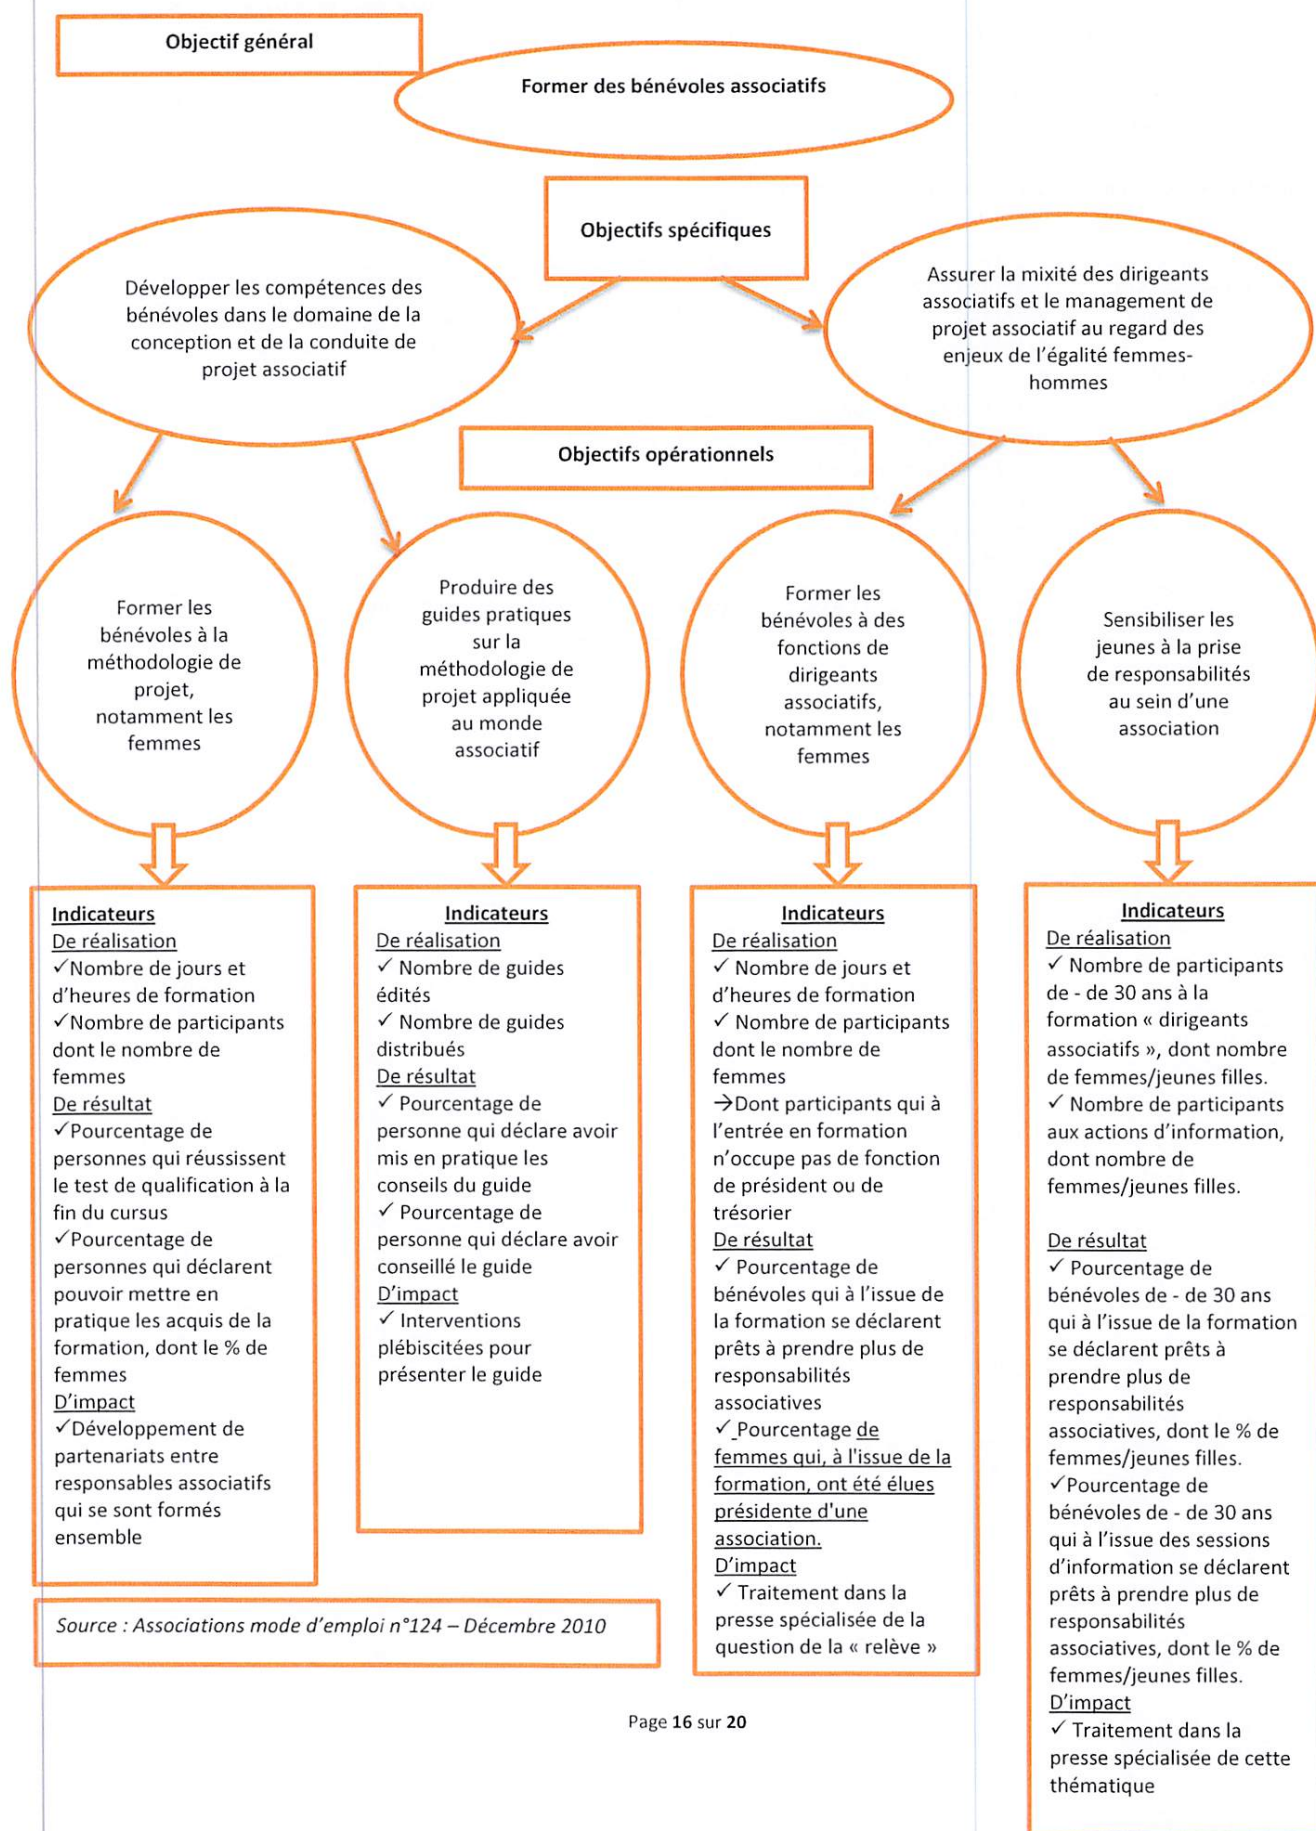 Objectif général
Former des bénévoles associatifs
Objectifs spécifiques
Développer les compétences des
bénévoles dans le domaine de la
conception et de la conduite de
projet associatif
Assurer la mixité des dirigeants
associatifs et le management de
projet associatif au regard des
enjeux de l'égalité femmes-
hommes
Objectifs opérationnels
Former les
bénévoles à la
méthodologie de
projet,
notamment les
femmes
Produire des
guides pratiques
sur la
méthodologie de
projet appliquée
au monde
associatif
Former les
bénévoles à des
fonctions de
dirigeants
associatifs,
notamment les
femmes
Sensibiliser les
jeunes à la prise
de responsabilités
au sein d'une
association
Indicateurs
De réalisation
✓Nombre de jours et
d'heures de formation
✓Nombre de participants
dont le nombre de
femmes
De résultat
✓Pourcentage de
personnes qui réussissent
le test de qualification à la
fin du cursus
✓Pourcentage de
personnes qui déclarent
pouvoir mettre en
pratique les acquis de la
formation, dont le % de
femmes
D'impact
✓Développement de
partenariats entre
responsables associatifs
qui se sont formés
ensemble
Indicateurs
De réalisation
✓ Nombre de guides
édités
✓ Nombre de guides
distribués
De résultat
✓ Pourcentage de
personne qui déclare avoir
mis en pratique les
conseils du guide
✓ Pourcentage de
personne qui déclare avoir
conseillé le guide
D'impact
✓ Interventions
plébiscitées pour
présenter le guide
Indicateurs
De réalisation
✓ Nombre de jours et
d'heures de formation
✓ Nombre de participants
dont le nombre de
femmes
→Dont participants qui à
l'entrée en formation
n'occupe pas de fonction
de président ou de
trésorier
De résultat
✓ Pourcentage de
bénévoles qui à l'issue de
la formation se déclarent
prêts à prendre plus de
responsabilités
associatives
✓ Pourcentage de
femmes qui, à l'issue de la
formation, ont été élues
présidente d'une
association.
D'impact
✓ Traitement dans la
presse spécialisée de la
question de la « relève »
Indicateurs
De réalisation
✓ Nombre de participants
de - de 30 ans à la
formation « dirigeants
associatifs », dont nombre
de femmes/jeunes filles.
✓ Nombre de participants
aux actions d'information,
dont nombre de
femmes/jeunes filles.
De résultat
✓ Pourcentage de
bénévoles de - de 30 ans
qui à l'issue de la formation
se déclarent prêts à
prendre plus de
responsabilités
associatives, dont le % de
femmes/jeunes filles.
✓Pourcentage de
bénévoles de - de 30 ans
qui à l'issue des sessions
d'information se déclarent
prêts à prendre plus de
responsabilités
associatives, dont le % de
femmes/jeunes filles.
D'impact
✓ Traitement dans la
presse spécialisée de cette
thématique
Source : Associations mode d'emploi n°124 – Décembre 2010
Page 16 sur 20